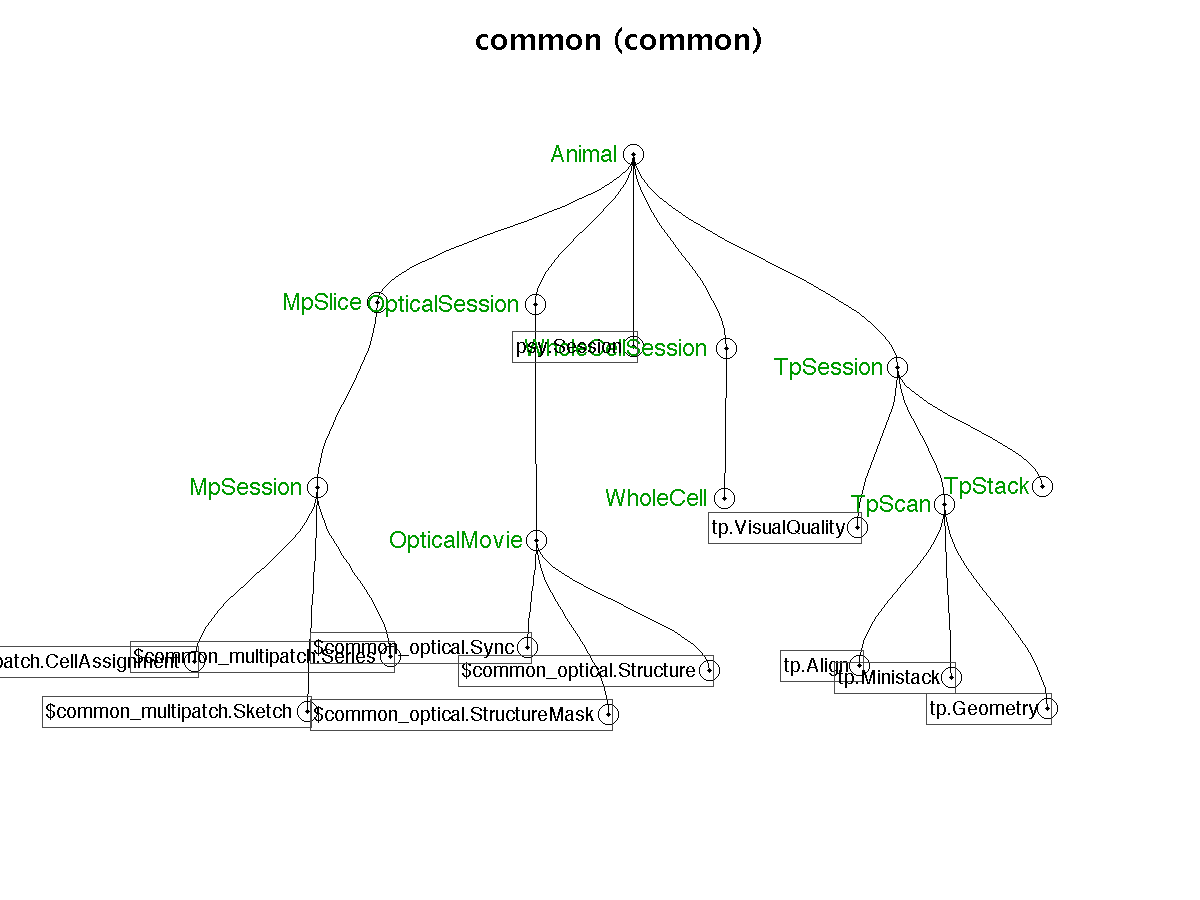 common (common)
Animal
MpSlice
OpticalSession
psy.Session
WholeCellSession
TpSession
MpSession
TpStack
WholeCell
TpScan
tp.VisualQuality
OpticalMovie
$common_optical.Sync
patch.CellAssignment
$common_multipatch.Series
$common_optical.Structure
tp.Align
tp.Ministack
$common_multipatch.Sketch
$common_optical.StructureMask
tp.Geometry